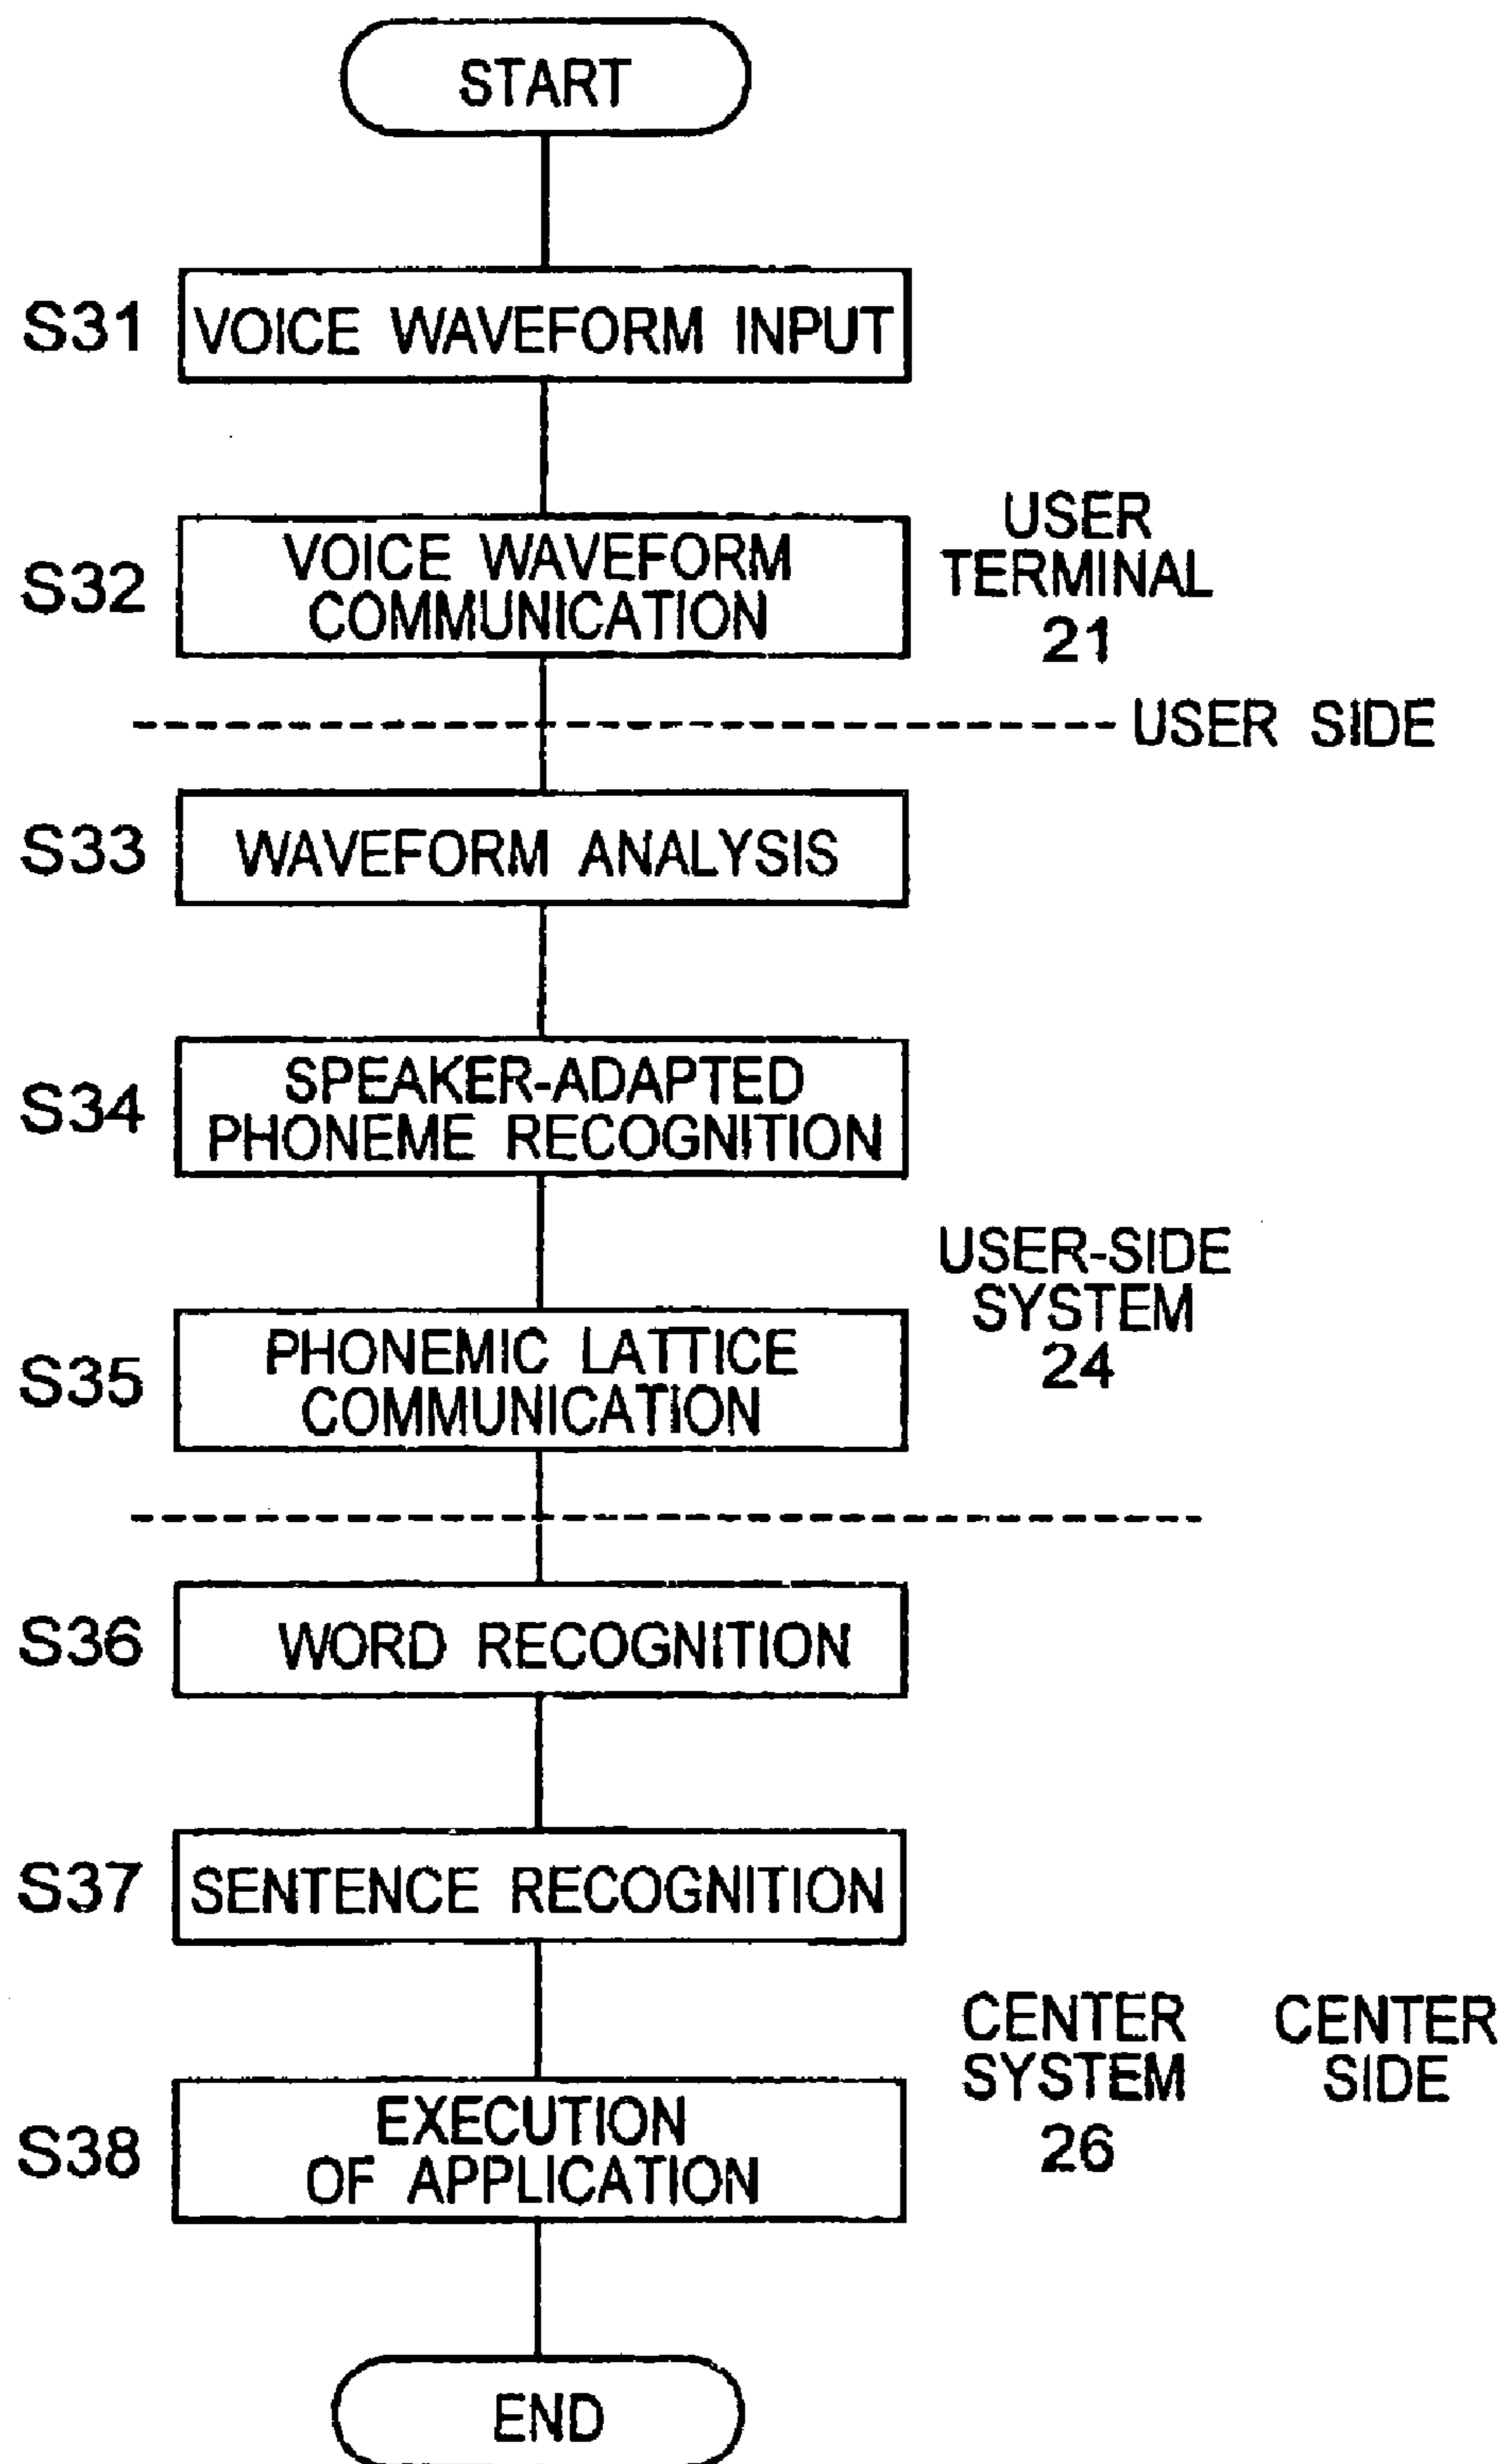 START
S31
VOICE WAVEFORM INPUT
S32
VOICE WAVEFORM
COMMUNICATION
USER
TERMINAL
21
USER SIDE
S33
WAVEFORM ANALYSIS
S34
SPEAKER-ADAPTED
PHONEME RECOGNITION
USER-SIDE
SYSTEM
24
S35
PHONEMIC LATTICE
COMMUNICATION
S36
WORD RECOGNITION
S37
SENTENCE RECOGNITION
CENTER
SYSTEM
26
CENTER
SIDE
S38
EXECUTION
OF APPLICATION
END